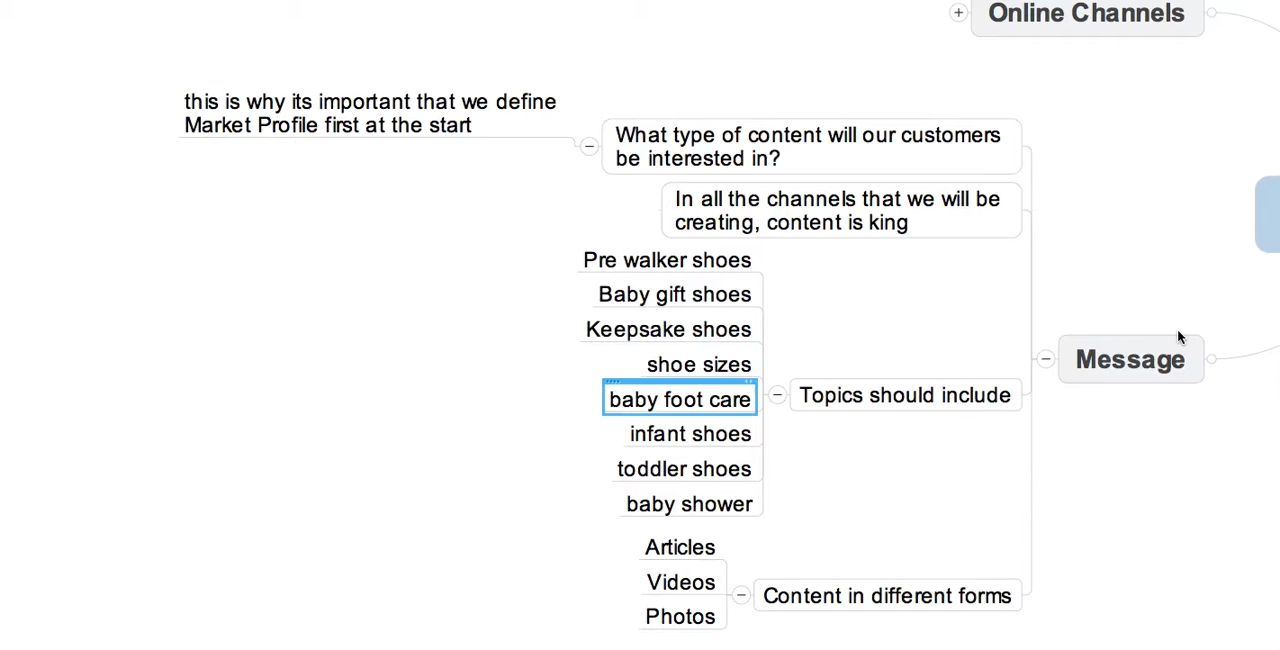 Online Channels
this is why its important that we define
Market Profile first at the start
What type of content will our customers
be interested in?
In all the channels that we will be
creating, content is king
Pre walker shoes
Baby gift shoes
Keepsake shoes
shoe sizes
baby foot care
infant shoes
toddler shoes
baby shower
Topics should include
Message
Articles
Videos
Photos
Content in different forms